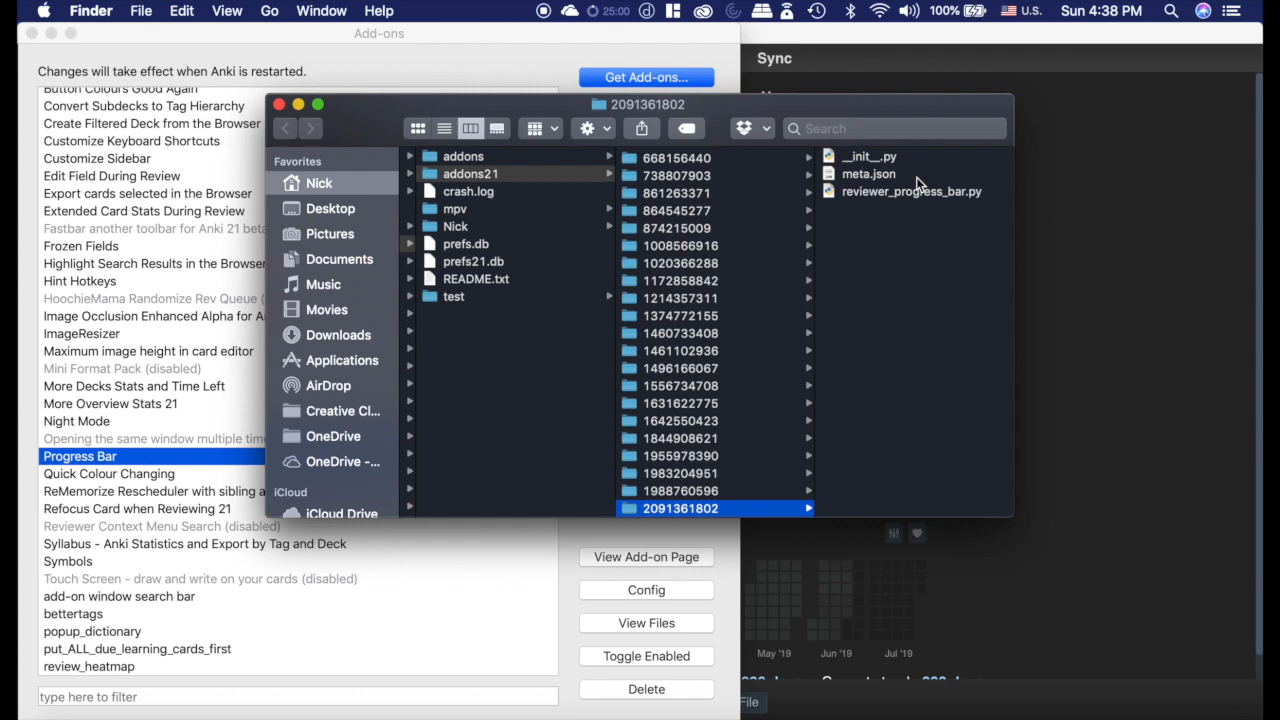 Finder File Edit View Go Window Help 25:00 100% U.S. Sun 4:38 PM
Add-ons
Changes will take effect when Anki is restarted.
Get Add-ons...
Button Colours Good Again
Convert Subdecks to Tag Hierarchy
Create Filtered Deck from the Browser
Customize Keyboard Shortcuts
Customize Sidebar
Edit Field During Review
Export cards selected in the Browser
Extended Card Stats During Review
Fastbar another toolbar for Anki 21 beta
Frozen Fields
Highlight Search Results in the Browser
Hint Hotkeys
HoochieMama Randomize Rev Queue (
Image Occlusion Enhanced Alpha for A
ImageResizer
Maximum image height in card editor
Mini Format Pack (disabled)
More Decks Stats and Time Left
More Overview Stats 21
Night Mode
Opening the same window multiple time
Progress Bar
Quick Colour Changing
ReMemorize Rescheduler with sibling a
Refocus Card when Reviewing 21
Reviewer Context Menu Search (disabled)
Syllabus - Anki Statistics and Export by Tag and Deck
Symbols
Touch Screen - draw and write on your cards (disabled)
add-on window search bar
bettertags
popup_dictionary
put_ALL_due_learning_cards_first
review_heatmap
type here to filter
View Add-on Page
Config
View Files
Toggle Enabled
Delete
2091361802
Search
Favorites
Nick
Desktop
Pictures
Documents
Music
Movies
Downloads
Applications
AirDrop
Creative Cl...
OneDrive
OneDrive -...
iCloud
iCloud Drive
addons
addons21
crash.log
mpv
Nick
prefs.db
prefs21.db
README.txt
test
668156440
738807903
861263371
864545277
874215009
1008566916
1020366288
1172858842
1214357311
1374772155
1460733408
1461102936
1496166067
1556734708
1631622775
1642550423
1844908621
1955978390
1983204951
1988760596
2091361802
__init__.py
meta.json
reviewer_progress_bar.py
Sync
May '19 Jun '19 Jul '19
File